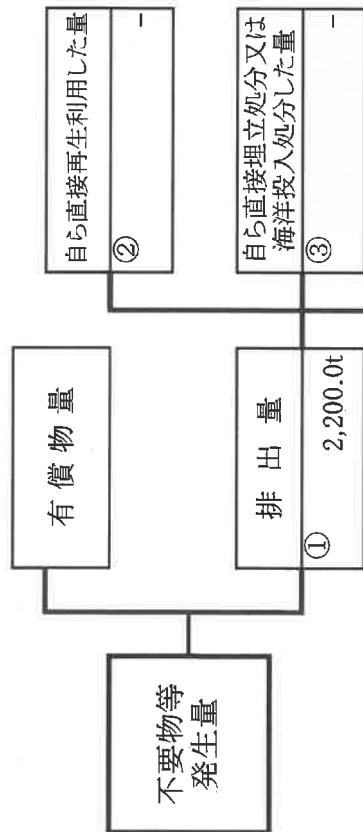 不要物等
発生量
有償物量
排出量
①
2,200.0t
自ら直接再生利用した量
②
－
自ら直接埋立処分又は
海洋投入処分した量
③
－